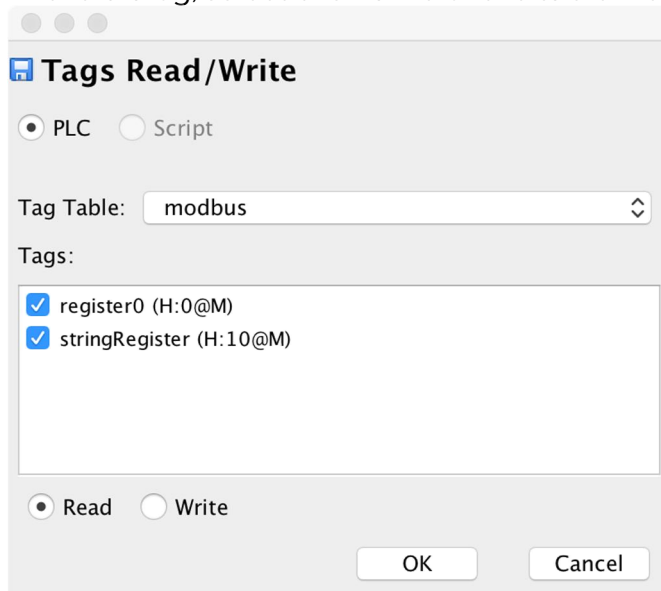 Tags Read/Write
PLC Script
Tag Table: modbus
Tags:
register0 (H:0@M)
stringRegister (H:10@M)
Read Write
OK Cancel